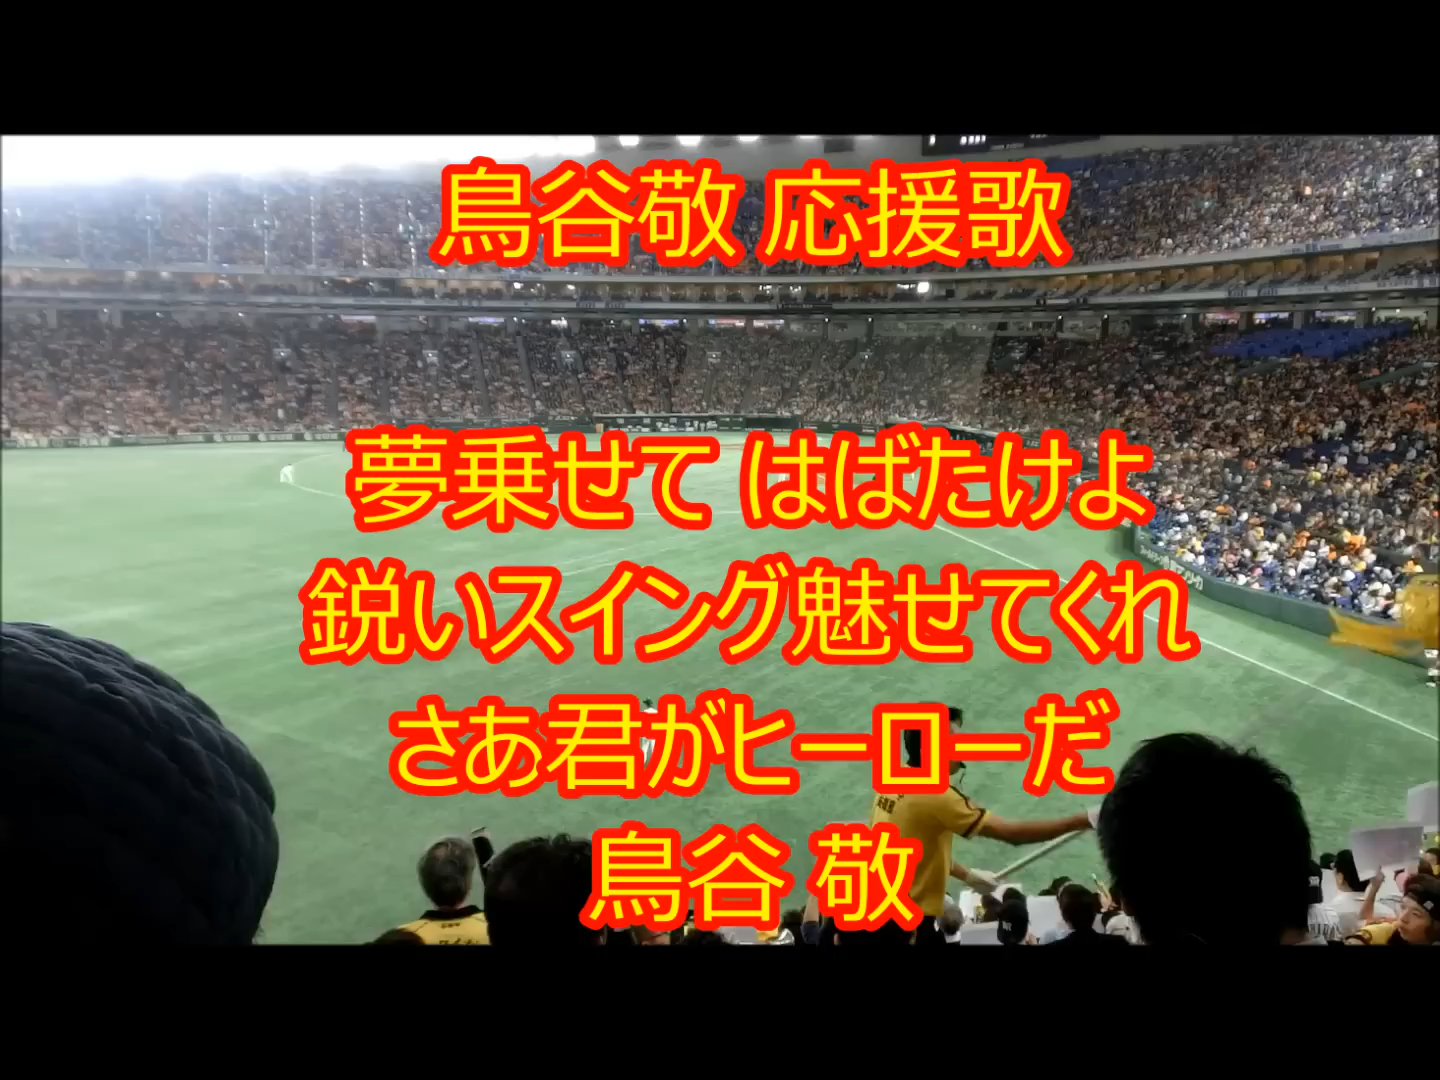 鳥谷敬 応援歌
夢乗せて はばたけよ
鋭いスイング魅せてくれ
さあ君がヒーローだ
鳥谷 敬